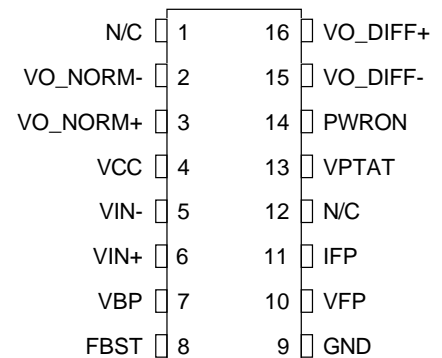 N/C 1 16 VO_DIFF+
VO_NORM- 2 15 VO_DIFF-
VO_NORM+ 3 14 PWRON
VCC 4 13 VPTAT
VIN- 5 12 N/C
VIN+ 6 11 IFP
VBP 7 10 VFP
FBST 8 9 GND